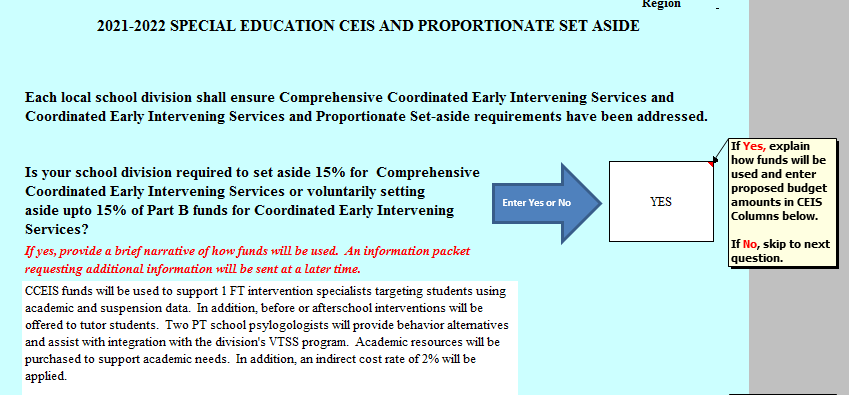 Region
2021-2022 SPECIAL EDUCATION CEIS AND PROPORTIONATE SET ASIDE
Each local school division shall ensure Comprehensive Coordinated Early Intervening Services and
Coordinated Early Intervening Services and Proportionate Set-aside requirements have been addressed.
Is your school division required to set aside 15% for  Comprehensive
Coordinated Early Intervening Services or voluntarily setting
aside upto 15% of Part B funds for Coordinated Early Intervening
Services?
Enter Yes or No
YES
If Yes, explain
how funds will be
used and enter
proposed budget
amounts in CEIS
Columns below.
If No, skip to next
question.
If yes, provide a brief narrative of how funds will be used.  An information packet
requesting additional information will be sent at a later time.
CCEIS funds will be used to support 1 FT intervention specialists targeting students using
academic and suspension data.  In addition, before or afterschool interventions will be
offered to tutor students.  Two PT school psylogologists will provide behavior alternatives
and assist with integration with the division's VTSS program.  Academic resources will be
purchased to support academic needs.  In addition, an indirect cost rate of 2% will be
applied.